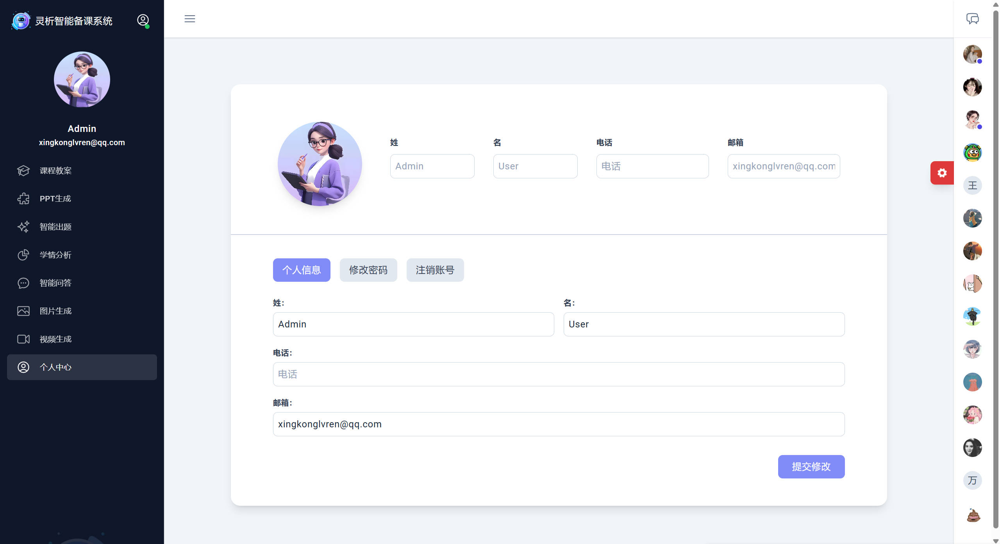 灵析智能备课系统
Admin
xingkonglvren@qq.com
课程教案
PPT生成
智能出题
学情分析
智能问答
图片生成
视频生成
个人中心
姓 名 电话 邮箱
Admin User 电话 xingkonglvren@qq.com
个人信息 修改密码 注销账号
姓： 名：
Admin User
电话：
电话
邮箱：
xingkonglvren@qq.com
提交修改
王
万